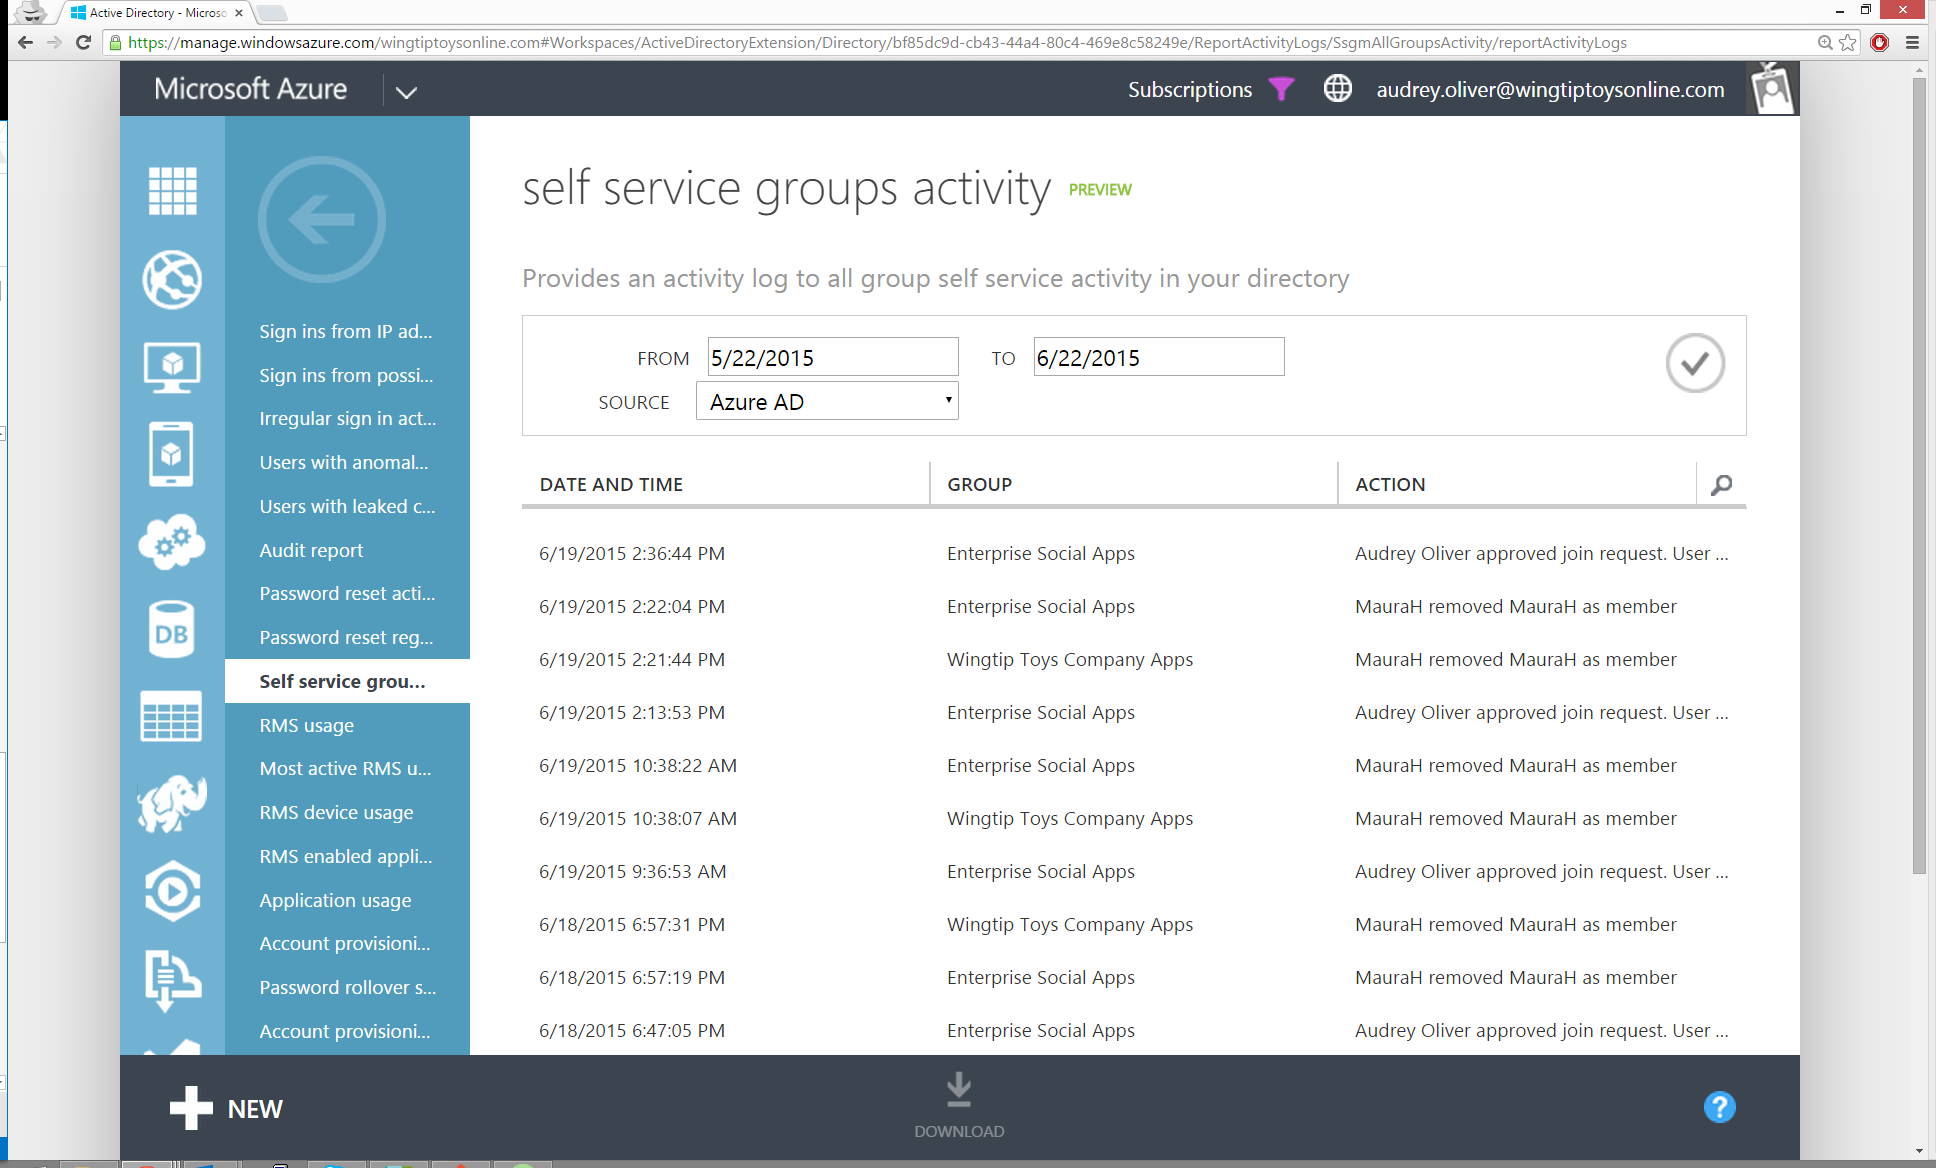 Active Directory - Microso
https://manage.windowsazure.com/wingtiptoysonline.com#Workspaces/ActiveDirectoryExtension/Directory/bf85dc9d-cb43-44a4-80c4-469e8c58249e/ReportActivityLogs/SsgmAllGroupsActivity/reportActivityLogs
Microsoft Azure
Subscriptions
audrey.oliver@wingtiptoysonline.com
Sign ins from IP ad...
Sign ins from possi...
Irregular sign in act...
Users with anomal...
Users with leaked c...
Audit report
Password reset acti...
Password reset reg...
Self service grou...
RMS usage
Most active RMS u...
RMS device usage
RMS enabled appli...
Application usage
Account provisioni...
Password rollover s...
Account provisioni...
DB
self service groups activity PREVIEW
Provides an activity log to all group self service activity in your directory
FROM 5/22/2015 TO 6/22/2015
SOURCE Azure AD
DATE AND TIME GROUP ACTION
6/19/2015 2:36:44 PM Enterprise Social Apps Audrey Oliver approved join request. User ...
6/19/2015 2:22:04 PM Enterprise Social Apps MauraH removed MauraH as member
6/19/2015 2:21:44 PM Wingtip Toys Company Apps MauraH removed MauraH as member
6/19/2015 2:13:53 PM Enterprise Social Apps Audrey Oliver approved join request. User ...
6/19/2015 10:38:22 AM Enterprise Social Apps MauraH removed MauraH as member
6/19/2015 10:38:07 AM Wingtip Toys Company Apps MauraH removed MauraH as member
6/19/2015 9:36:53 AM Enterprise Social Apps Audrey Oliver approved join request. User ...
6/18/2015 6:57:31 PM Wingtip Toys Company Apps MauraH removed MauraH as member
6/18/2015 6:57:19 PM Enterprise Social Apps MauraH removed MauraH as member
6/18/2015 6:47:05 PM Enterprise Social Apps Audrey Oliver approved join request. User ...
NEW
DOWNLOAD
?